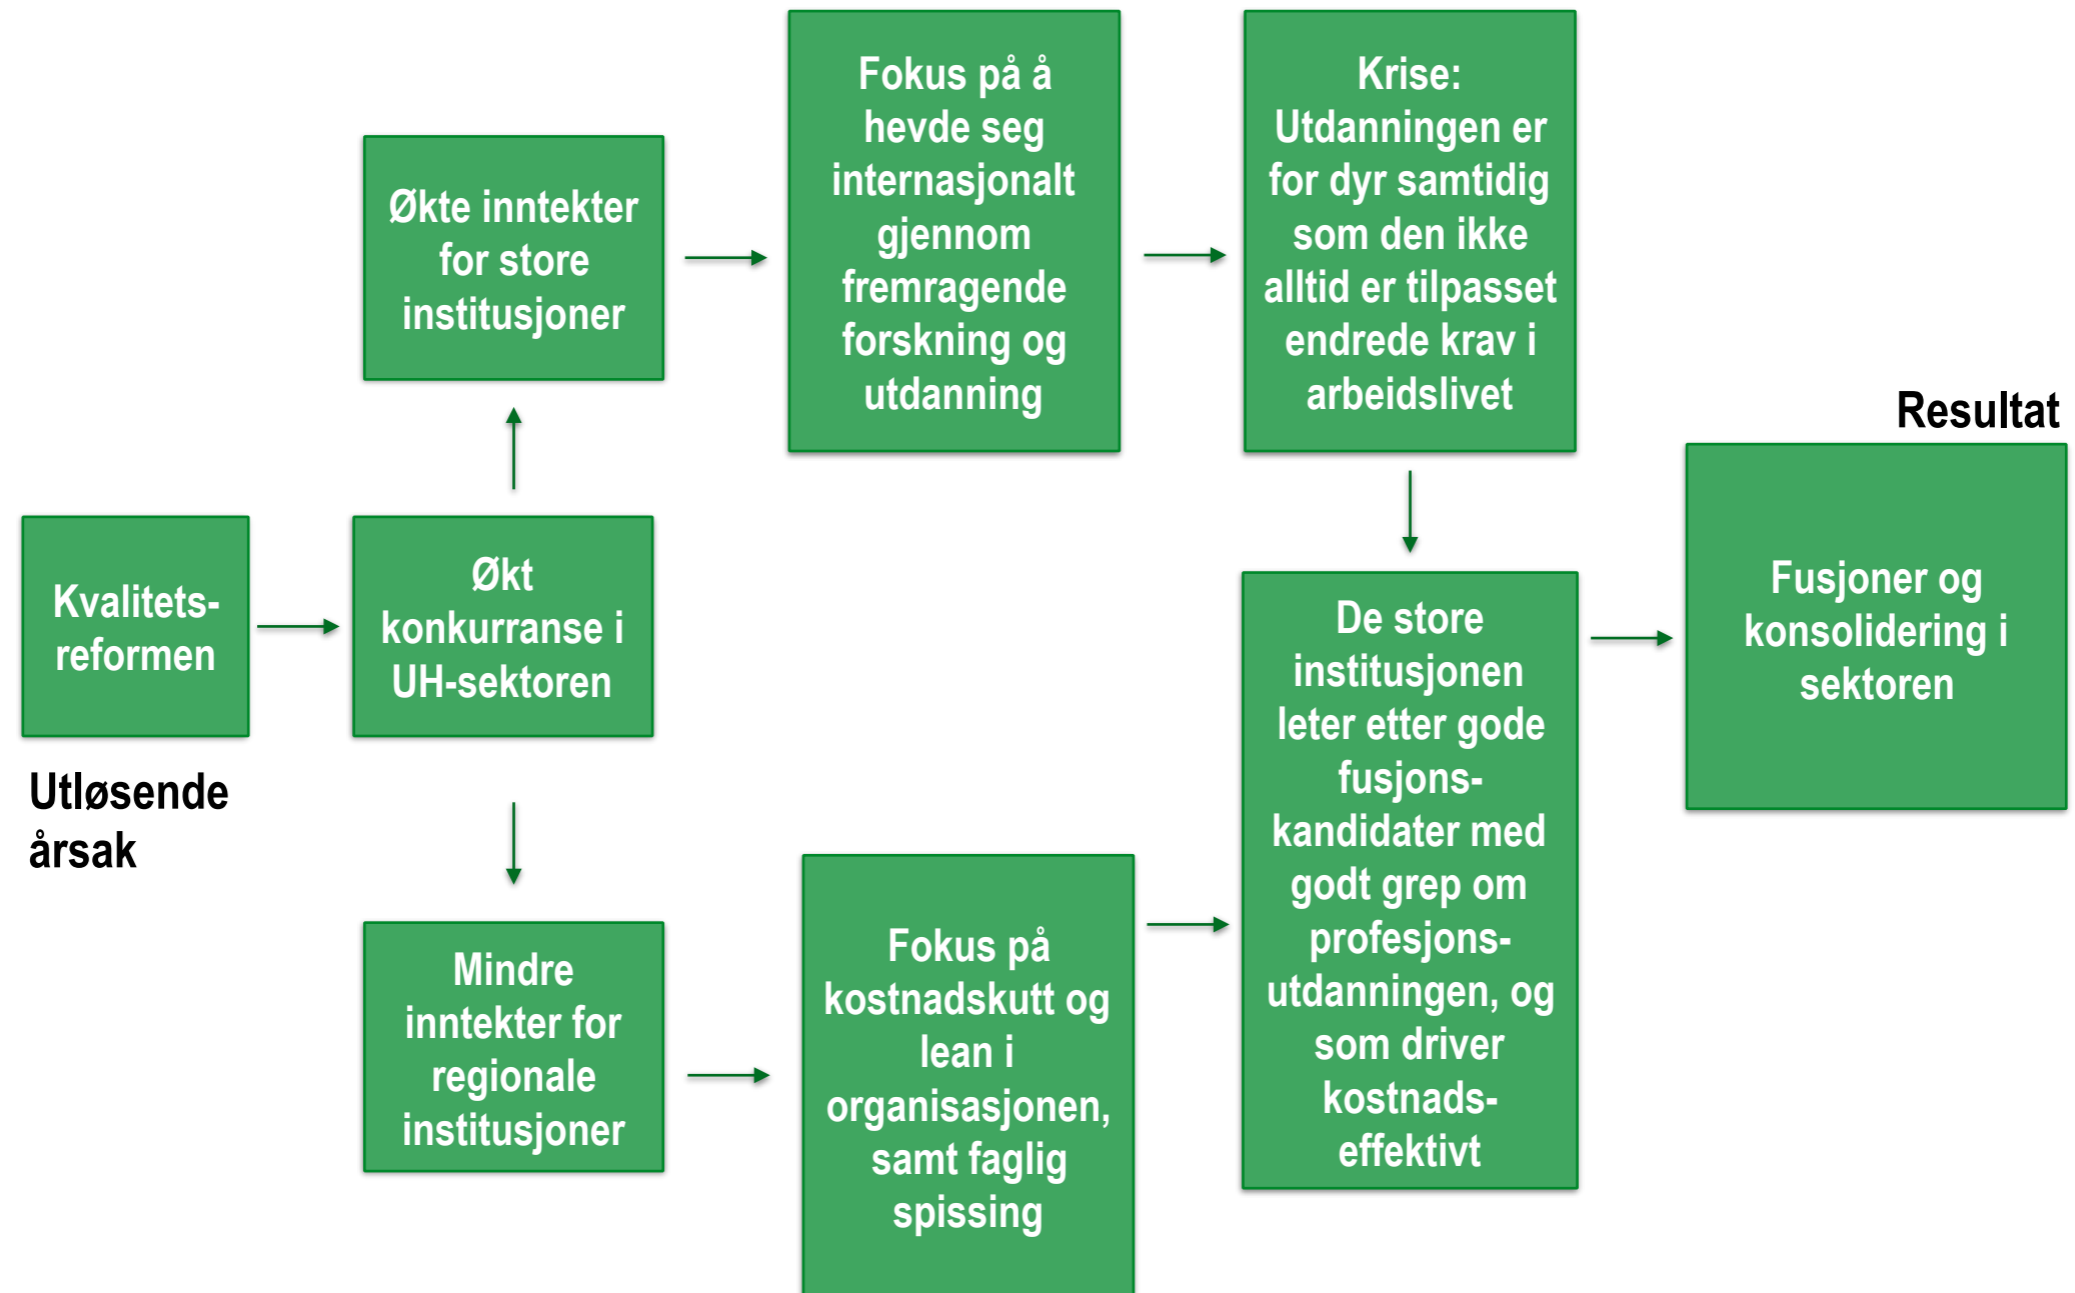 Kvalitets-
reformen
Utløsende
årsak
Økt
konkurranse i
UH-sektoren
Økte inntekter
for store
institusjoner
Fokus på å
hevde seg
internasjonalt
gjennom
fremragende
forskning og
utdanning
Krise:
Utdanningen er
for dyr samtidig
som den ikke
alltid er tilpasset
endrede krav i
arbeidslivet
Mindre
inntekter for
regionale
institusjoner
Fokus på
kostnadskutt og
lean i
organisasjonen,
samt faglig
spissing
De store
institusjonen
leter etter gode
fusjons-
kandidater med
godt grep om
profesjons-
utdanningen, og
som driver
kostnads-
effektivt
Resultat
Fusjoner og
konsolidering i
sektoren